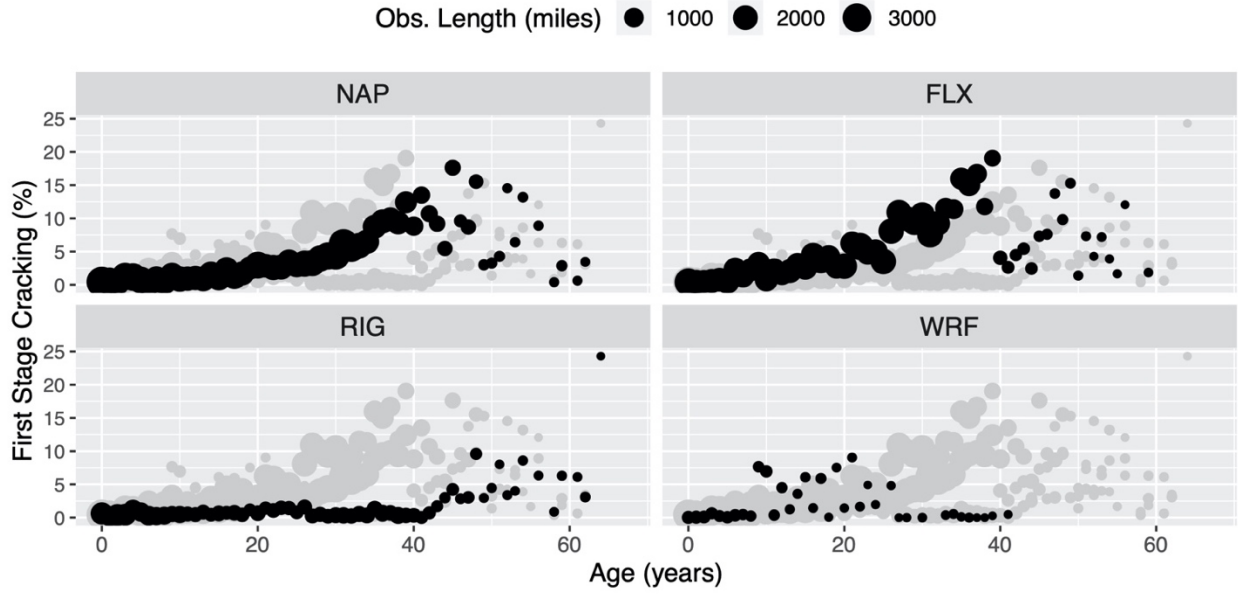 Obs. Length (miles) 1000 2000 3000
NAP FLX
25
20
15
10
5
0
RIG WRF
25
20
15
10
5
0
0 20 40 60 0 20 40 60
First Stage Cracking (%)
Age (years)